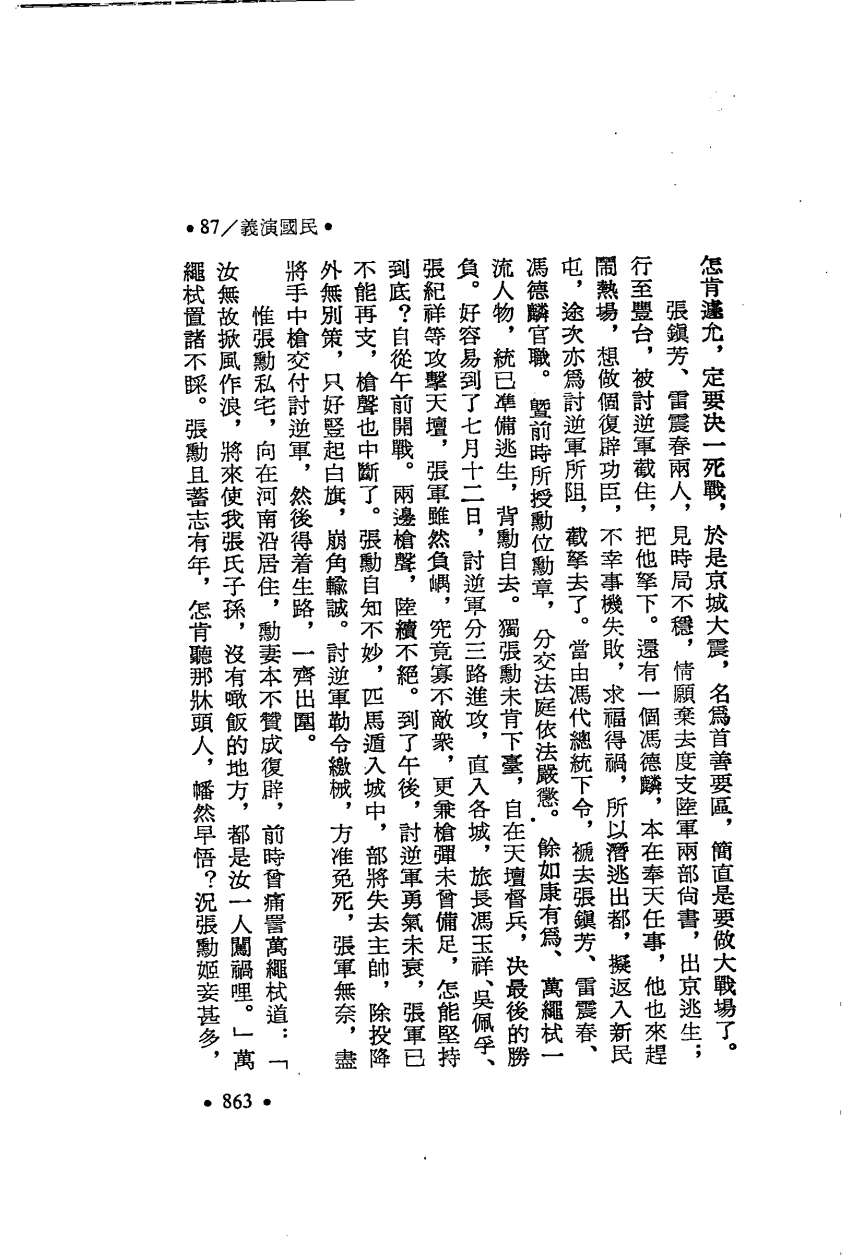 •87／義演國民•
怎肯遽允，定要決一死戰，於是京城大震，名爲首善要區，簡直是要做大戰場了。
張鎭芳、雷震春兩人，見時局不穩，情願棄去度支陸軍兩部尙書，出京逃生；
行至豐台，被討逆軍截住，把他拏下。還有一個馮德麟，本在奉天任事，他也來趕
鬧熱場，想做個復辟功臣，不幸事機失敗，求福得禍，所以潛逃出都，擬返入新民
屯，途次亦爲討逆軍所阻，截拏去了。當由馮代總統下令，褫去張鎭芳、雷震春、
馮德麟官職。曁前時所授勳位勳章，分交法庭依法嚴懲。餘如康有爲、萬繩栻一
流人物，統已準備逃生，背勳自去。獨張勳未肯下臺，自在天壇督兵，決最後的勝
負。好容易到了七月十二日，討逆軍分三路進攻，直入各城，旅長馮玉祥、吳佩孚、
張紀祥等攻擊天壇，張軍雖然負嵎，究竟寡不敵衆，更兼槍彈未曾備足，怎能堅持
到底？自從午前開戰。兩邊槍聲，陸續不絕。到了午後，討逆軍勇氣未衰，張軍已
不能再支，槍聲也中斷了。張勳自知不妙，匹馬遁入城中，部將失去主帥，除投降
外無別策，只好豎起白旗，崩角輸誠。討逆軍勒令繳械，方准免死，張軍無奈，盡
將手中槍交付討逆軍，然後得着生路，一齊出圍。
惟張勳私宅，向在河南沿居住，勳妻本不贊成復辟，前時曾痛詈萬繩栻道：「
汝無故掀風作浪，將來使我張氏子孫，沒有噉飯的地方，都是汝一人闖禍哩。」萬
繩栻置諸不睬。張勳且蓄志有年，怎肯聽那牀頭人，幡然早悟？況張勳姬妾甚多，
•863•